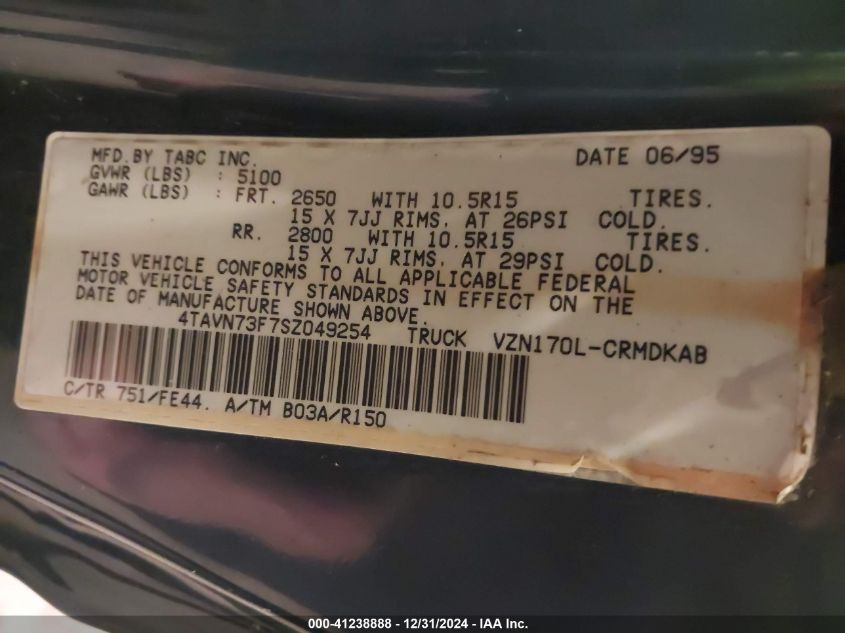 MFD.BY TABC INC. DATE 06/95
GVWR (LBS) : 5100
GAWR (LBS) : FRT. 2650 WITH 10.5R15 TIRES.
15 X 7JJ RIMS. AT 26PSI COLD.
RR. 2800 WITH 10.5R15 TIRES.
15 X 7JJ RIMS. AT 29PSI COLD.
THIS VEHICLE CONFORMS TO ALL APPLICABLE FEDERAL
MOTOR VEHICLE SAFETY STANDARDS IN EFFECT ON THE
DATE OF MANUFACTURE SHOWN ABOVE.
4TAVN73F7SZ049254 TRUCK VZN170L-CRMDKAB
C/TR 751/FE44. A/TM B03A/R150
000-41238888 - 12/31/2024 - IAA Inc.